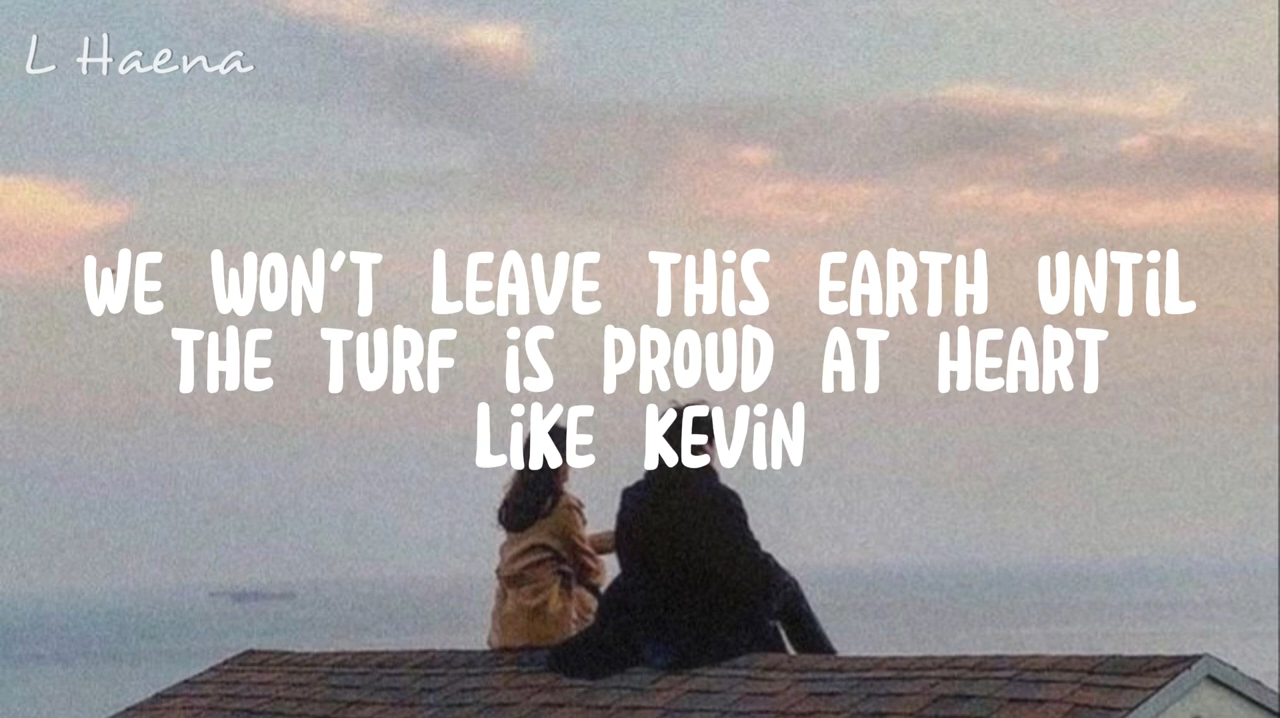 L Haena
WE WON'T LEAVE THiS EARTH UNTiL
THE TURF iS PROUD AT HEART
LiKE KEViN